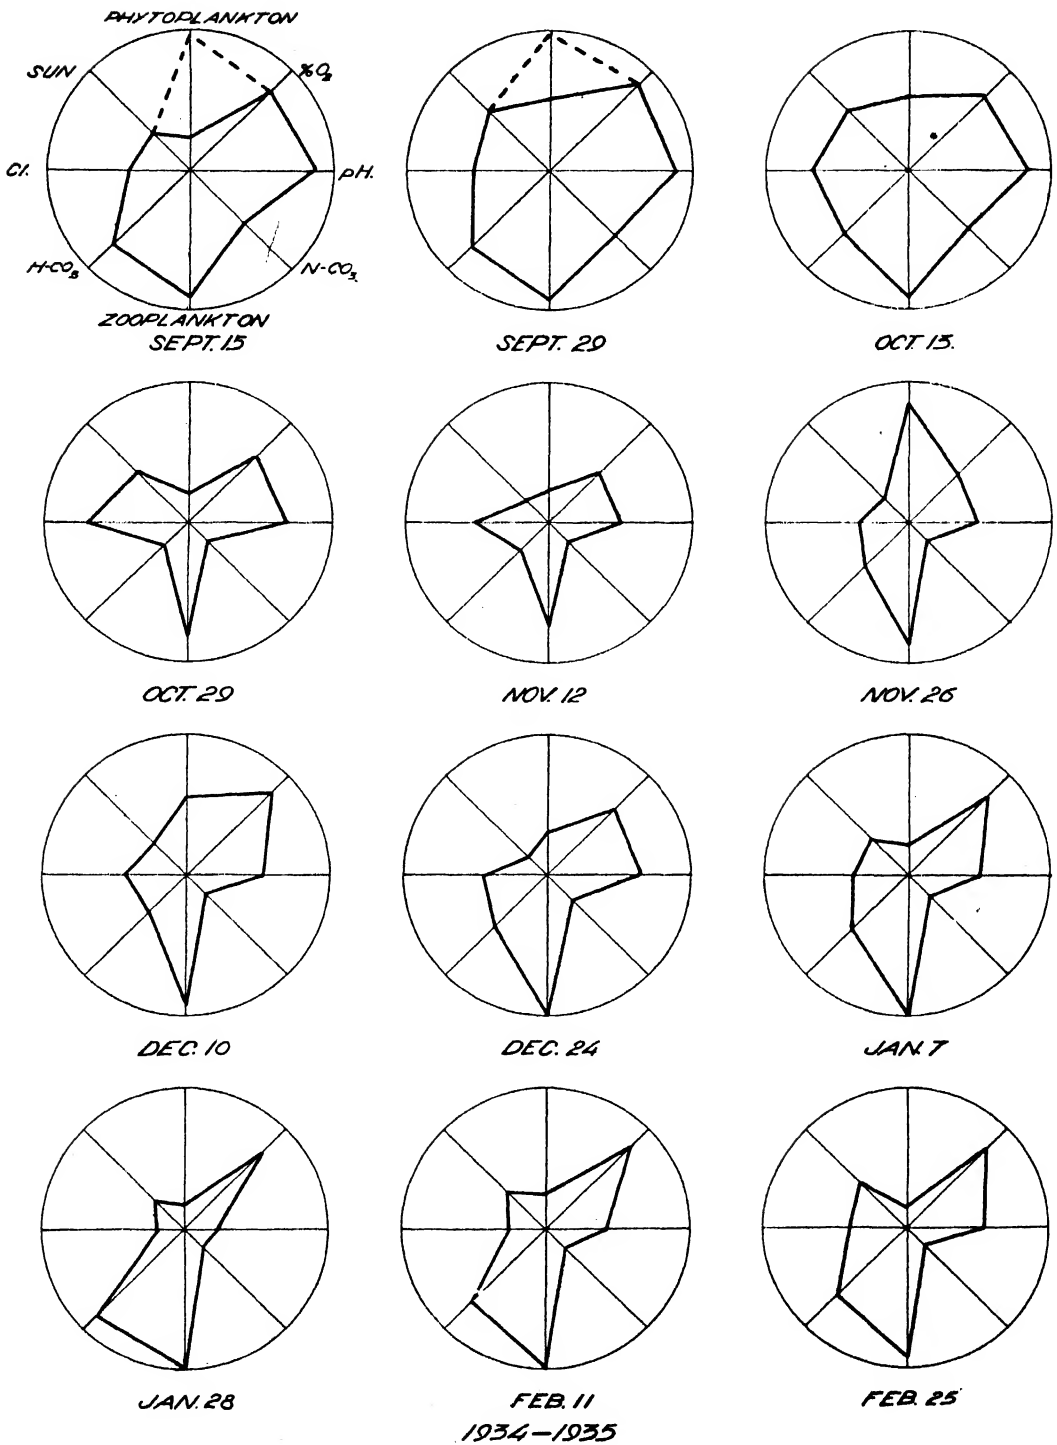 PHYTOPLANKTON
SUN
%O₂
Cl.
pH.
H-CO₃
N-CO₃.
ZOOPLANKTON
SEPT. 15
SEPT. 29
OCT. 15.
OCT. 29
NOV. 12
NOV. 26
DEC. 10
DEC. 24
JAN. 7
JAN. 28
FEB. 11
FEB. 25
1934-1935